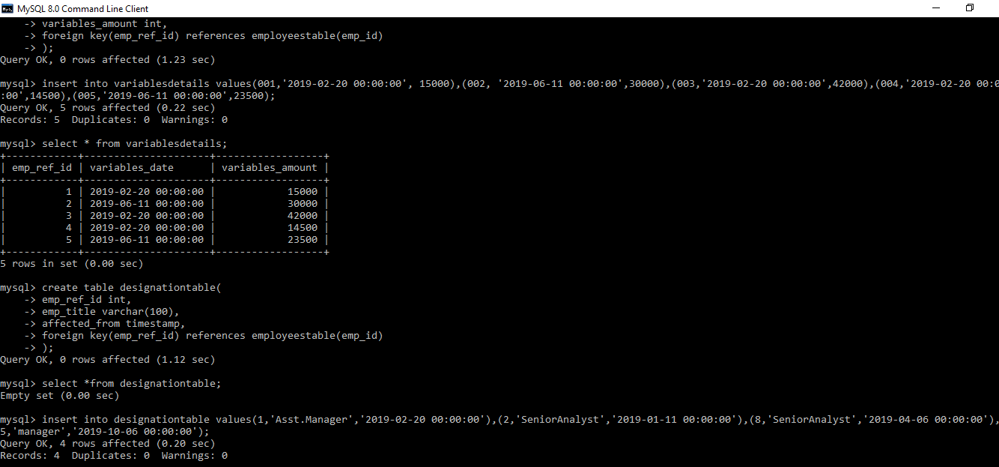 MySQL 8.0 Command Line Client
    -> variables_amount int,
    -> foreign key(emp_ref_id) references employeestable(emp_id)
    -> );
Query OK, 0 rows affected (1.23 sec)
mysql> insert into variablesdetails values(001,'2019-02-20 00:00:00', 15000),(002, '2019-06-11 00:00:00',30000),(003,'2019-02-20 00:00:00',42000),(004,'2019-02-20 00:0
:00',14500),(005,'2019-06-11 00:00:00',23500);
Query OK, 5 rows affected (0.22 sec)
Records: 5  Duplicates: 0  Warnings: 0
mysql> select * from variablesdetails;
+------------+---------------------+------------------+
| emp_ref_id | variables_date      | variables_amount |
+------------+---------------------+------------------+
|          1 | 2019-02-20 00:00:00 |            15000 |
|          2 | 2019-06-11 00:00:00 |            30000 |
|          3 | 2019-02-20 00:00:00 |            42000 |
|          4 | 2019-02-20 00:00:00 |            14500 |
|          5 | 2019-06-11 00:00:00 |            23500 |
+------------+---------------------+------------------+
5 rows in set (0.00 sec)
mysql> create table designationtable(
    -> emp_ref_id int,
    -> emp_title varchar(100),
    -> affected_from timestamp,
    -> foreign key(emp_ref_id) references employeestable(emp_id)
    -> );
Query OK, 0 rows affected (1.12 sec)
mysql> select *from designationtable;
Empty set (0.00 sec)
mysql> insert into designationtable values(1,'Asst.Manager','2019-02-20 00:00:00'),(2,'SeniorAnalyst','2019-01-11 00:00:00'),(8,'SeniorAnalyst','2019-04-06 00:00:00'),
5,'manager','2019-10-06 00:00:00');
Query OK, 4 rows affected (0.20 sec)
Records: 4  Duplicates: 0  Warnings: 0